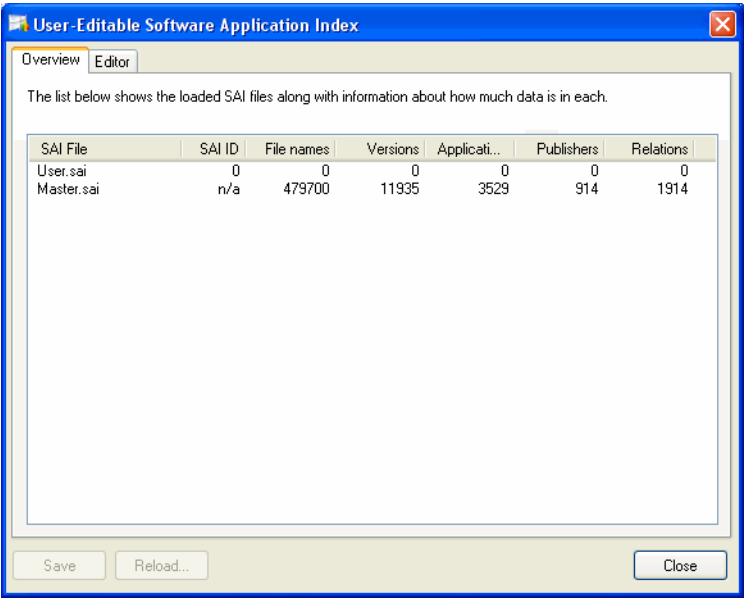 User-Editable Software Application Index
Overview Editor
The list below shows the loaded SAI files along with information about how much data is in each.
SAI File SAI ID File names Versions Applicati... Publishers Relations
User.sai 0 0 0 0 0 0
Master.sai n/a 479700 11935 3529 914 1914
Save Reload... Close